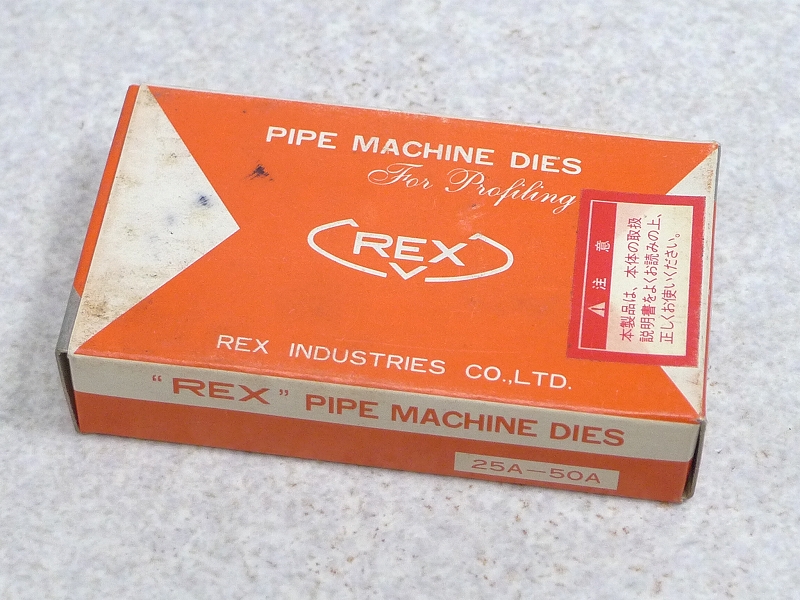 PIPE MACHINE DIES
For Profiling
REX
REX INDUSTRIES CO.,LTD.
注意
本製品は、本体の取扱
説明書をよくお読みの上、
正しくお使いください。
"REX" PIPE MACHINE DIES
25A—50A